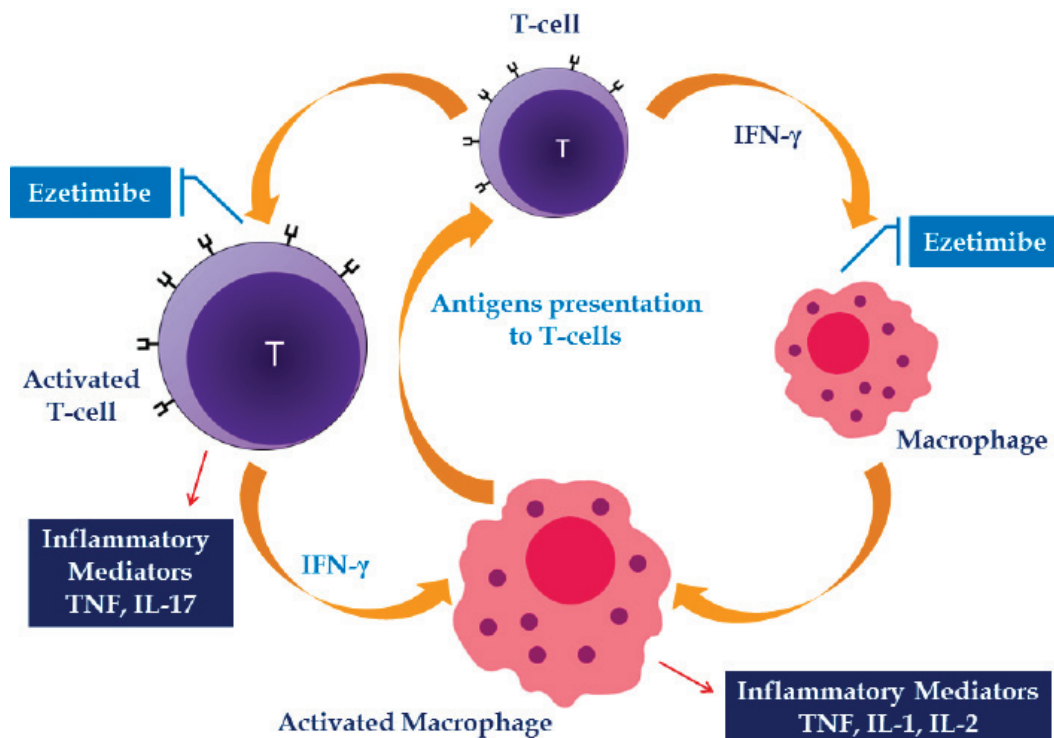 T-cell
T
IFN-γ
Ezetimibe
Ezetimibe
Antigens presentation
to T-cells
T
Activated
T-cell
Macrophage
Inflammatory
Mediators
TNF, IL-17
IFN-γ
Activated Macrophage
Inflammatory Mediators
TNF, IL-1, IL-2